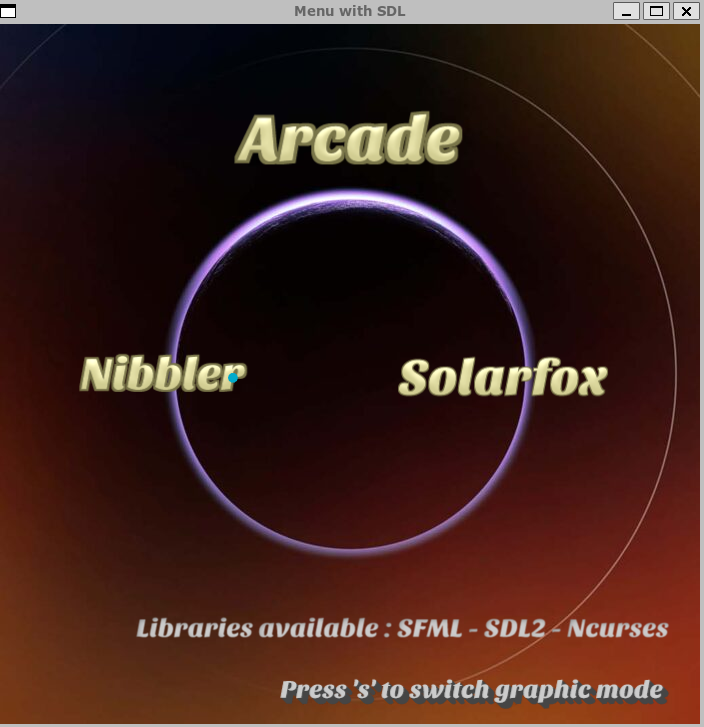 Menu with SDL
Arcade
Nibbler
Solarfox
Libraries available : SFML - SDL2 - Ncurses
Press 's' to switch graphic mode